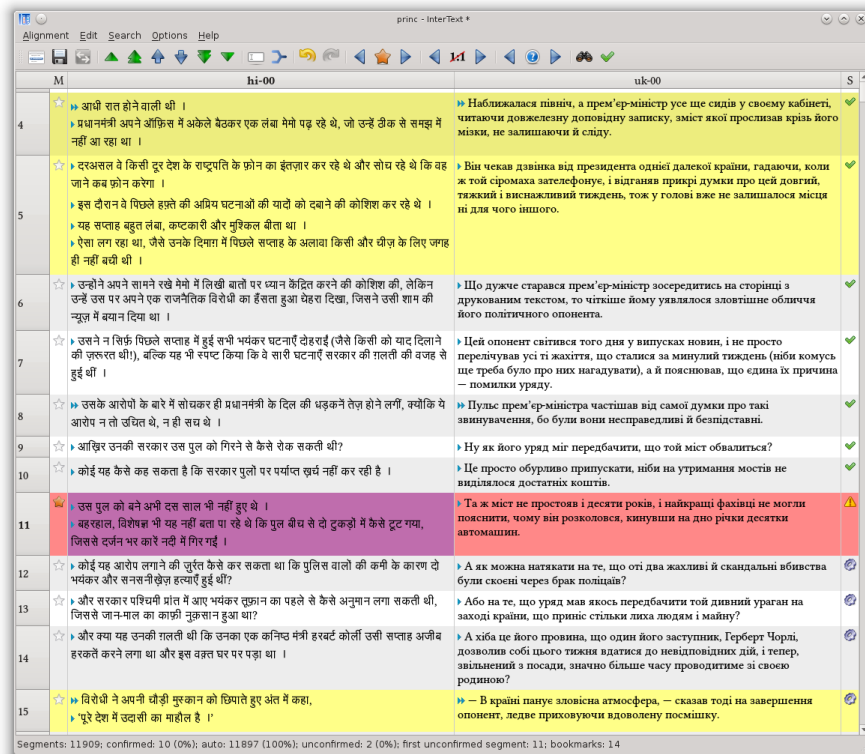 princ - InterText *
Alignment Edit Search Options Help
1:1
M hi-00 uk-00 S
4
आधी रात होने वाली थी ।
प्रधानमंत्री अपने ऑफ़िस में अकेले बैठकर एक लंबा मेमो पढ़ रहे थे, जो उन्हें ठीक से समझ में
नहीं आ रहा था ।
Наближалася північ, а прем’єр-міністр усе ще сидів у своєму кабінеті,
читаючи довжелезну доповідну записку, зміст якої прослизав крізь його
мізки, не залишаючи й сліду.
5
दरअसल वे किसी दूर देश के राष्ट्रपति के फ़ोन का इंतज़ार कर रहे थे और सोच रहे थे कि वह
जाने कब फ़ोन करेगा ।
इस दौरान वे पिछले हफ़्ते की अप्रिय घटनाओं की यादों को दबाने की कोशिश कर रहे थे ।
यह सप्ताह बहुत लंबा, कष्टकारी और मुश्किल बीता था ।
ऐसा लग रहा था, जैसे उनके दिमाग़ में पिछले सप्ताह के अलावा किसी और चीज़ के लिए जगह
ही नहीं बची थी ।
Він чекав дзвінка від президента однієї далекої країни, гадаючи, коли
ж той сіромаха зателефонує, і відганяв прикрі думки про цей довгий,
тяжкий і виснажливий тиждень, тож у голові вже не залишалося місця
ні для чого іншого.
6
उन्होंने अपने सामने रखे मेमो में लिखी बातों पर ध्यान केंद्रित करने की कोशिश की, लेकिन
उन्हें उस पर अपने एक राजनैतिक विरोधी का हँसता हुआ चेहरा दिखा, जिसने उसी शाम की
न्यूज़ में बयान दिया था ।
Що дужче старався прем’єр-міністр зосередитись на сторінці з
друкованим текстом, то чіткіше йому уявлялося зловтішне обличчя
його політичного опонента.
7
उसने न सिर्फ़ पिछले सप्ताह में हुई सभी भयंकर घटनाएँ दोहराईं (जैसे किसी को याद दिलाने
की ज़रूरत थी!), बल्कि यह भी स्पष्ट किया कि वे सारी घटनाएँ सरकार की ग़लती की वजह से
हुई थीं ।
Цей опонент світився того дня у випусках новин, і не просто
перелічував усі ті жахіття, що сталися за минулий тиждень (ніби комусь
ще треба було про них нагадувати), а й пояснював, що єдина їх причина
— помилки уряду.
8
उसके आरोपों के बारे में सोचकर ही प्रधानमंत्री के दिल की धड़कनें तेज़ होने लगीं, क्योंकि ये
आरोप न तो उचित थे, न ही सच थे ।
Пульс прем’єр-міністра частішав від самої думки про такі
звинувачення, бо були вони несправедливі й безпідставні.
9
आख़िर उनकी सरकार उस पुल को गिरने से कैसे रोक सकती थी?
Ну як його уряд міг передбачити, що той міст обвалиться?
10
कोई यह कैसे कह सकता है कि सरकार पुलों पर पर्याप्त ख़र्च नहीं कर रही है ।
Це просто обурливо припускати, ніби на утримання мостів не
виділялося достатніх коштів.
11
उस पुल को बने अभी दस साल भी नहीं हुए थे ।
बहरहाल, विशेषज्ञ भी यह नहीं बता पा रहे थे कि पुल बीच से दो टुकड़ों में कैसे टूट गया,
जिससे दर्जन भर कारें नदी में गिर गईं ।
Та ж міст не простояв і десяти років, і найкращі фахівці не могли
пояснити, чому він розколовся, кинувши на дно річки десятки
автомашин.
12
कोई यह आरोप लगाने की ज़ुर्रत कैसे कर सकता था कि पुलिस वालों की कमी के कारण दो
भयंकर और सनसनीख़ेज़ हत्याएँ हुई थीं?
А як можна натякати на те, що оті два жахливі й скандальні вбивства
були скоєні через брак поліцаїв?
13
और सरकार पश्चिमी प्रांत में आए भयंकर तूफ़ान का पहले से कैसे अनुमान लगा सकती थी,
जिससे जान-माल का काफ़ी नुक़सान हुआ था?
Або на те, що уряд мав якось передбачити той дивний ураган на
заході країни, що приніс стільки лиха людям і майну?
14
और क्या यह उनकी ग़लती थी कि उनका एक कनिष्ठ मंत्री हरबर्ट कोर्ली उसी सप्ताह अजीब
हरकतें करने लगा था और इस वक़्त घर पर पड़ा था ।
А хіба це його провина, що один його заступник, Герберт Чорлі,
дозволив собі цього тижня вдатися до невідповідних дій, і тепер,
звільнений з посади, значно більше часу проводитиме зі своєю
родиною?
15
विरोधी ने अपनी चौड़ी मुस्कान को छिपाते हुए अंत में कहा,
‘पूरे देश में उदासी का माहौल है ।’
— В країні панує зловісна атмосфера, — сказав тоді на завершення
опонент, ледве приховуючи вдоволену посмішку.
Segments: 11909; confirmed: 10 (0%); auto: 11897 (100%); unconfirmed: 2 (0%); first unconfirmed segment: 11; bookmarks: 14